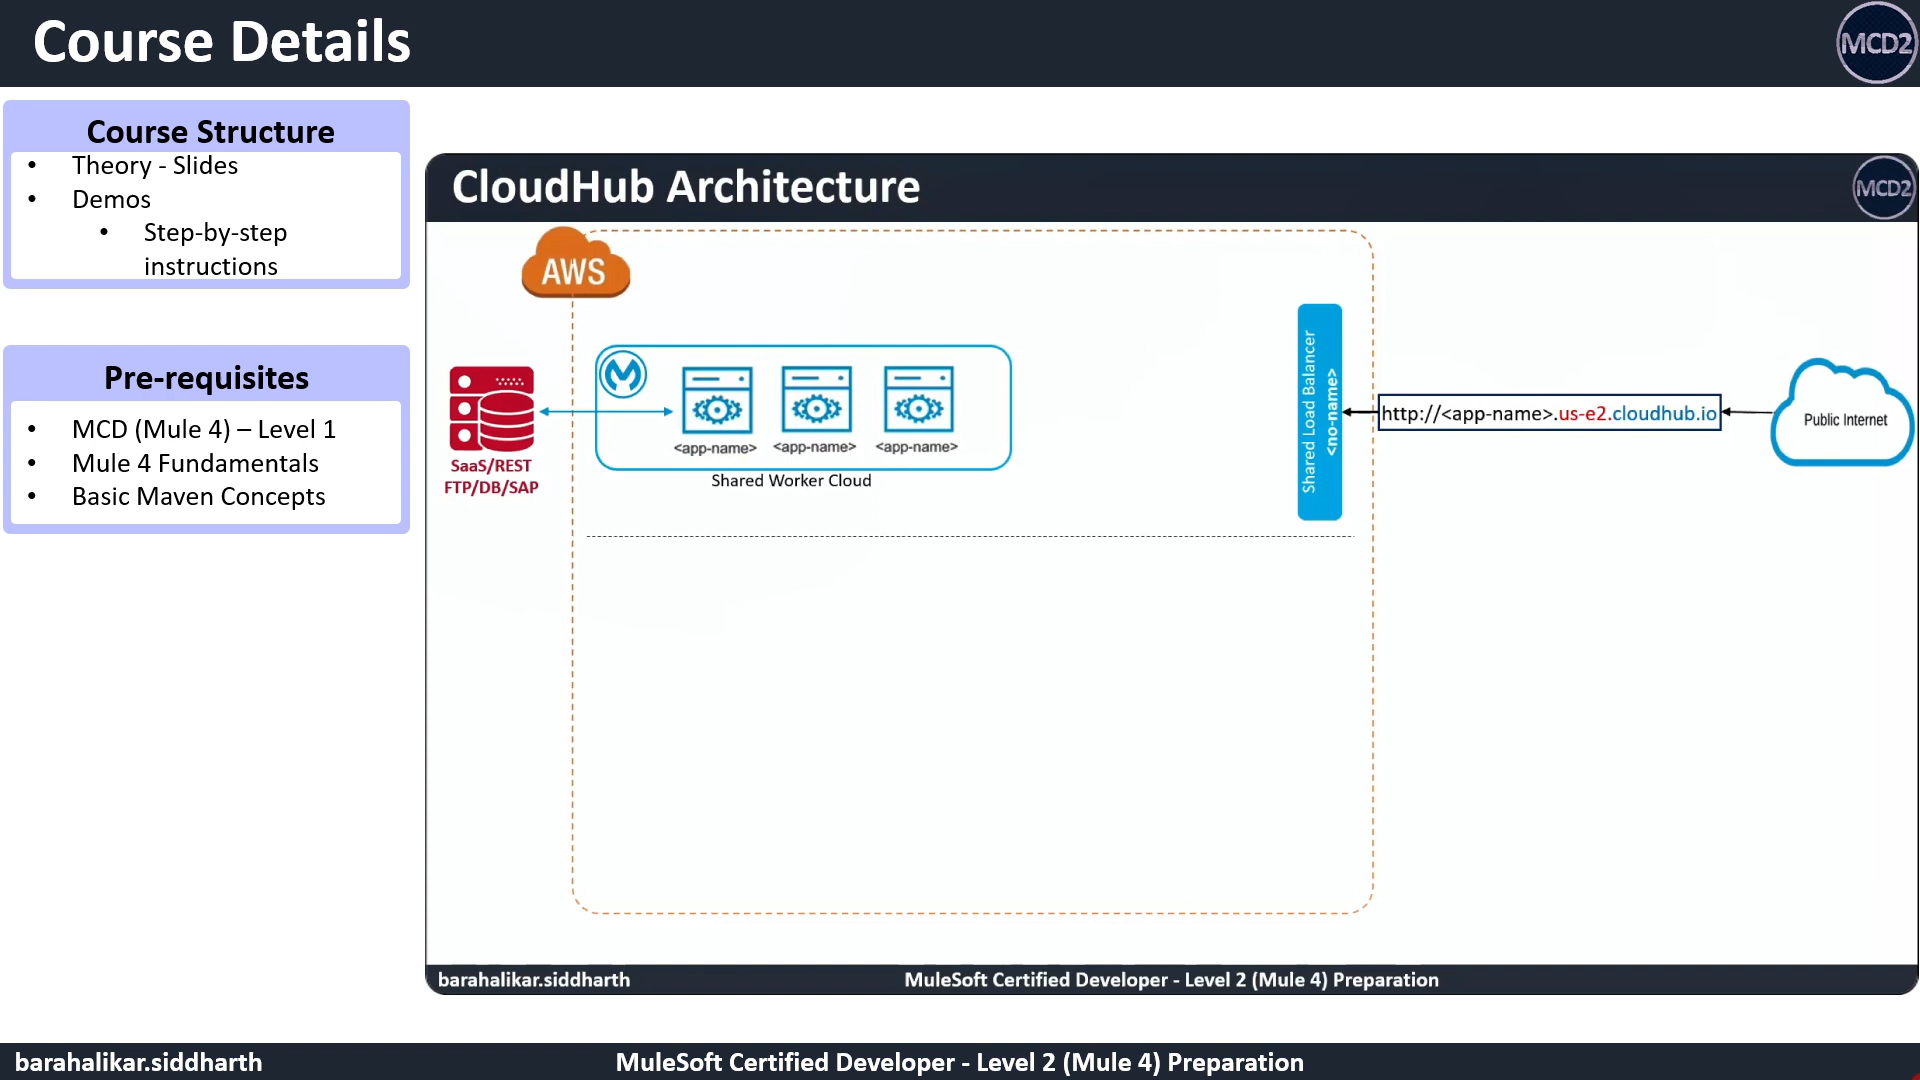 Course Details
MCD2
Course Structure
• Theory - Slides
• Demos
• Step-by-step
instructions
Pre-requisites
• MCD (Mule 4) – Level 1
• Mule 4 Fundamentals
• Basic Maven Concepts
CloudHub Architecture
MCD2
AWS
SaaS/REST
FTP/DB/SAP
<app-name>
<app-name>
<app-name>
Shared Worker Cloud
Shared Load Balancer
<no-name>
http://<app-name>.us-e2.cloudhub.io
Public Internet
barahalikar.siddharth
MuleSoft Certified Developer - Level 2 (Mule 4) Preparation
barahalikar.siddharth
MuleSoft Certified Developer - Level 2 (Mule 4) Preparation